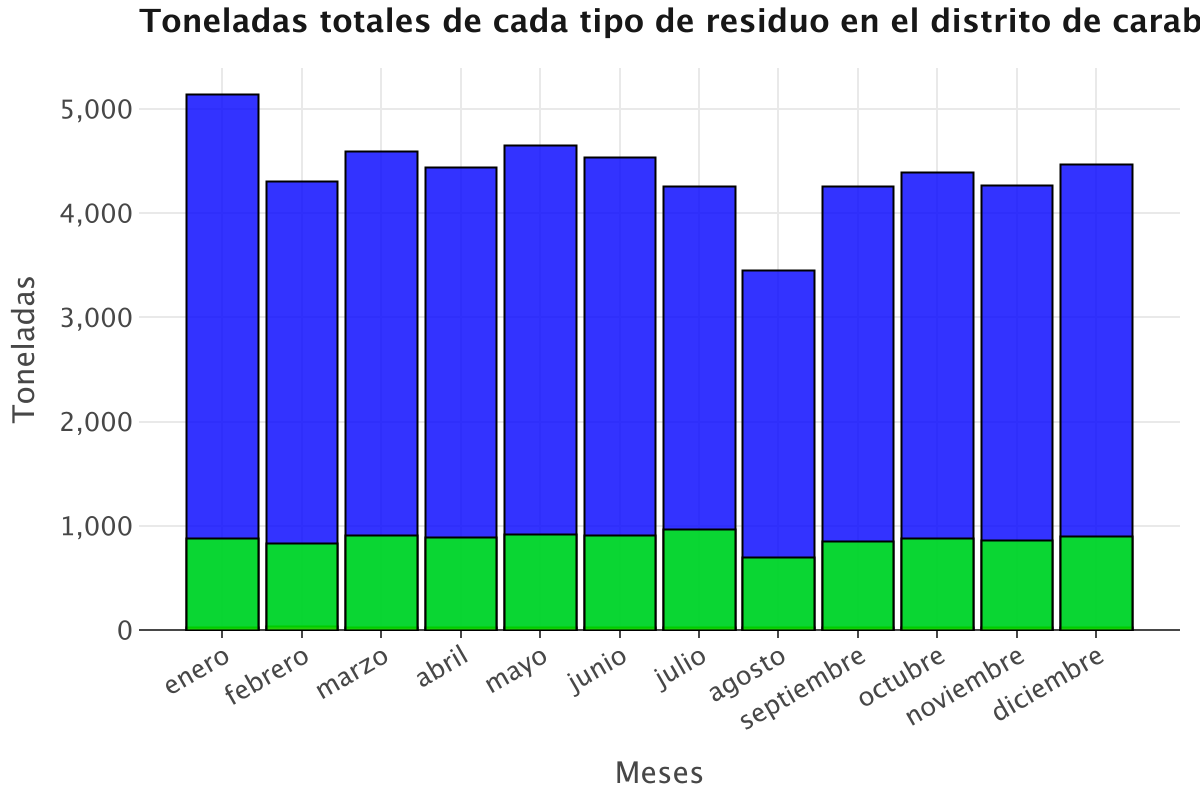 Toneladas totales de cada tipo de residuo en el distrito de carab
5,000
4,000
3,000
2,000
1,000
0
Toneladas
enero
febrero
marzo
abril
mayo
junio
julio
agosto
septiembre
octubre
noviembre
diciembre
Meses